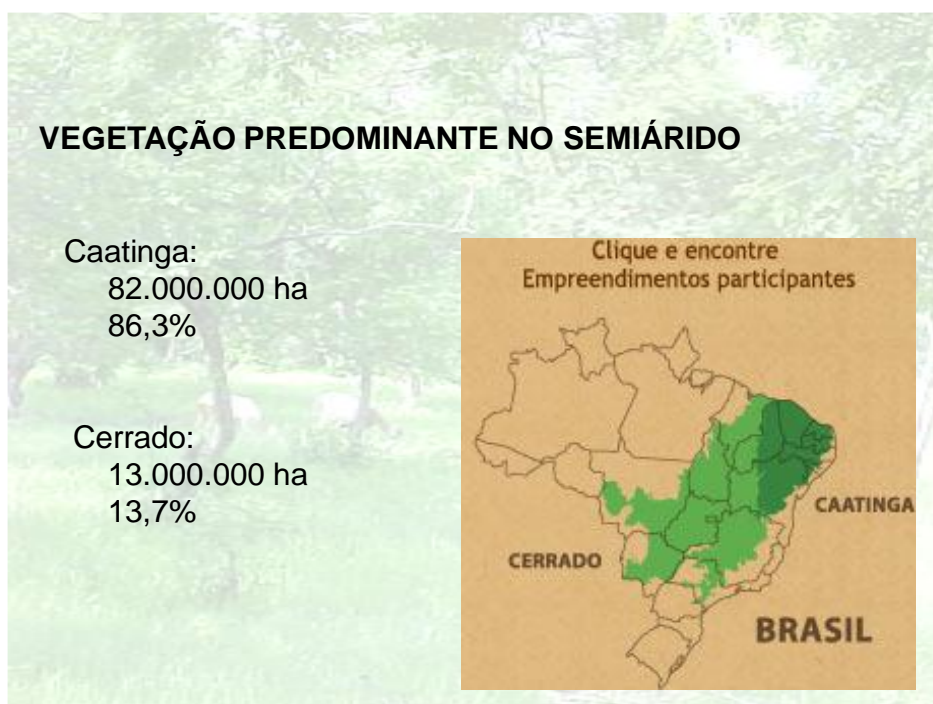 VEGETAÇÃO PREDOMINANTE NO SEMIÁRIDO
Caatinga:
82.000.000 ha
86,3%
Cerrado:
13.000.000 ha
13,7%
Clique e encontre
Empreendimentos participantes
CAATINGA
CERRADO
BRASIL